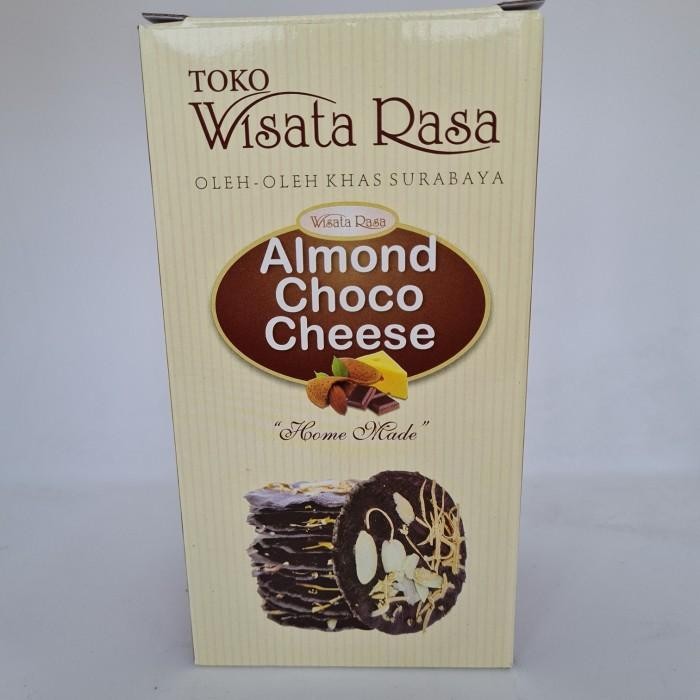 TOKO
Wisata Rasa
OLEH-OLEH KHAS SURABAYA
Wisata Rasa
Almond
Choco
Cheese
"Home Made"